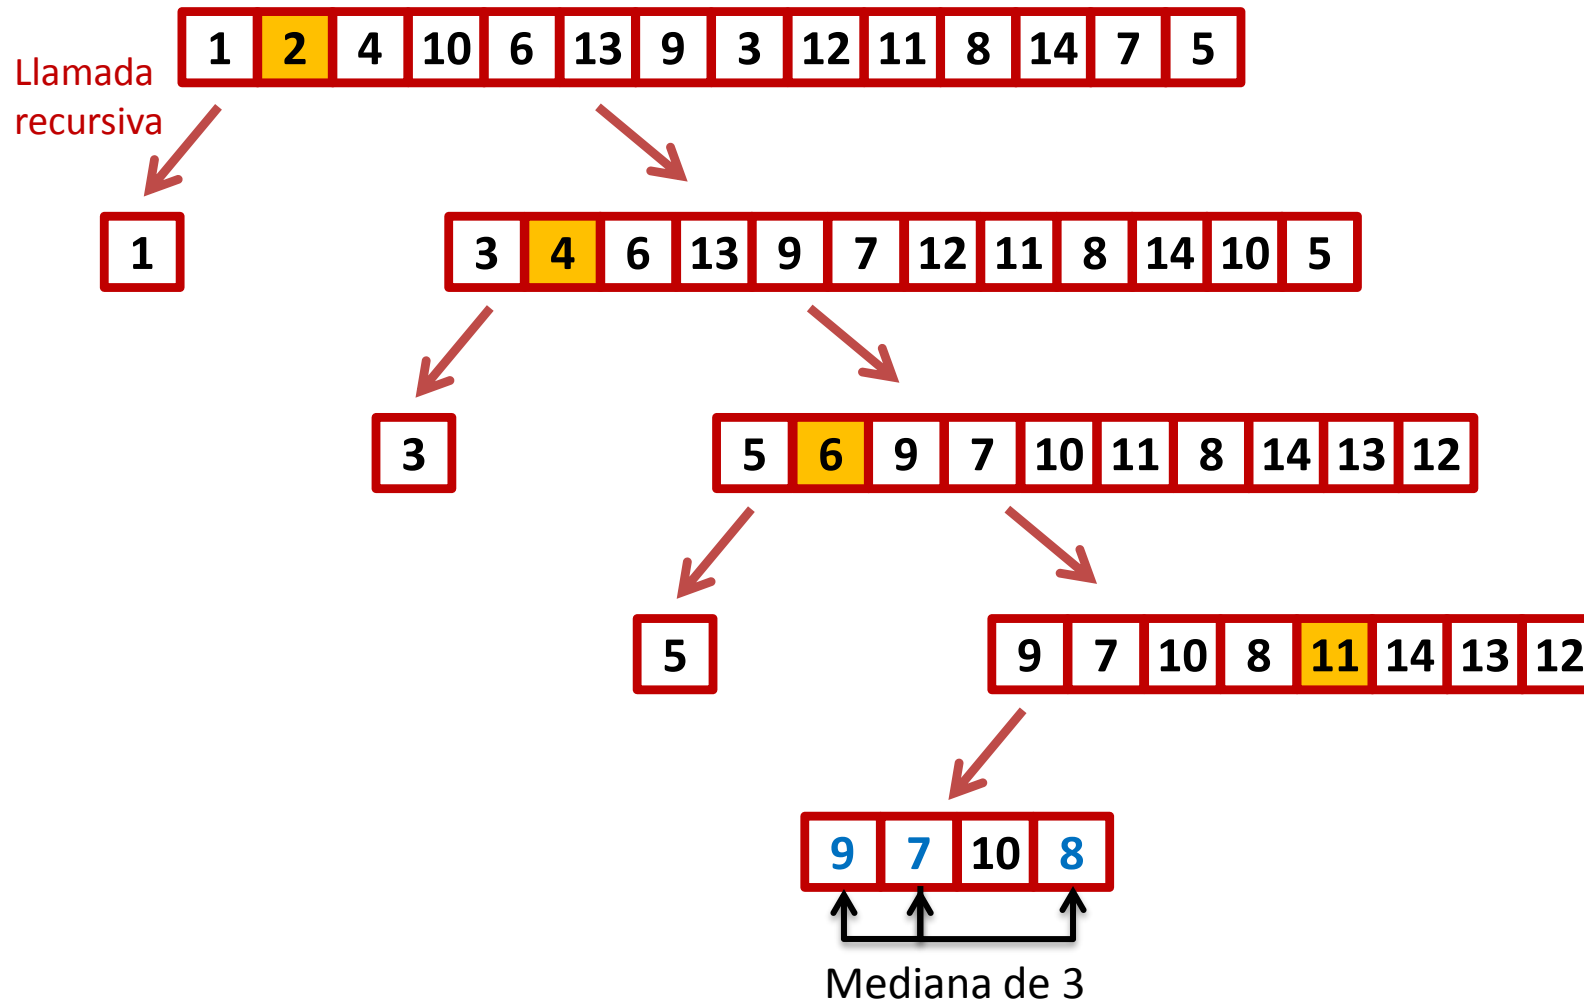 1 2 4 10 6 13 9 3 12 11 8 14 7 5
Llamada
recursiva
1
3 4 6 13 9 7 12 11 8 14 10 5
3
5 6 9 7 10 11 8 14 13 12
5
9 7 10 8 11 14 13 12
9 7 10 8
Mediana de 3